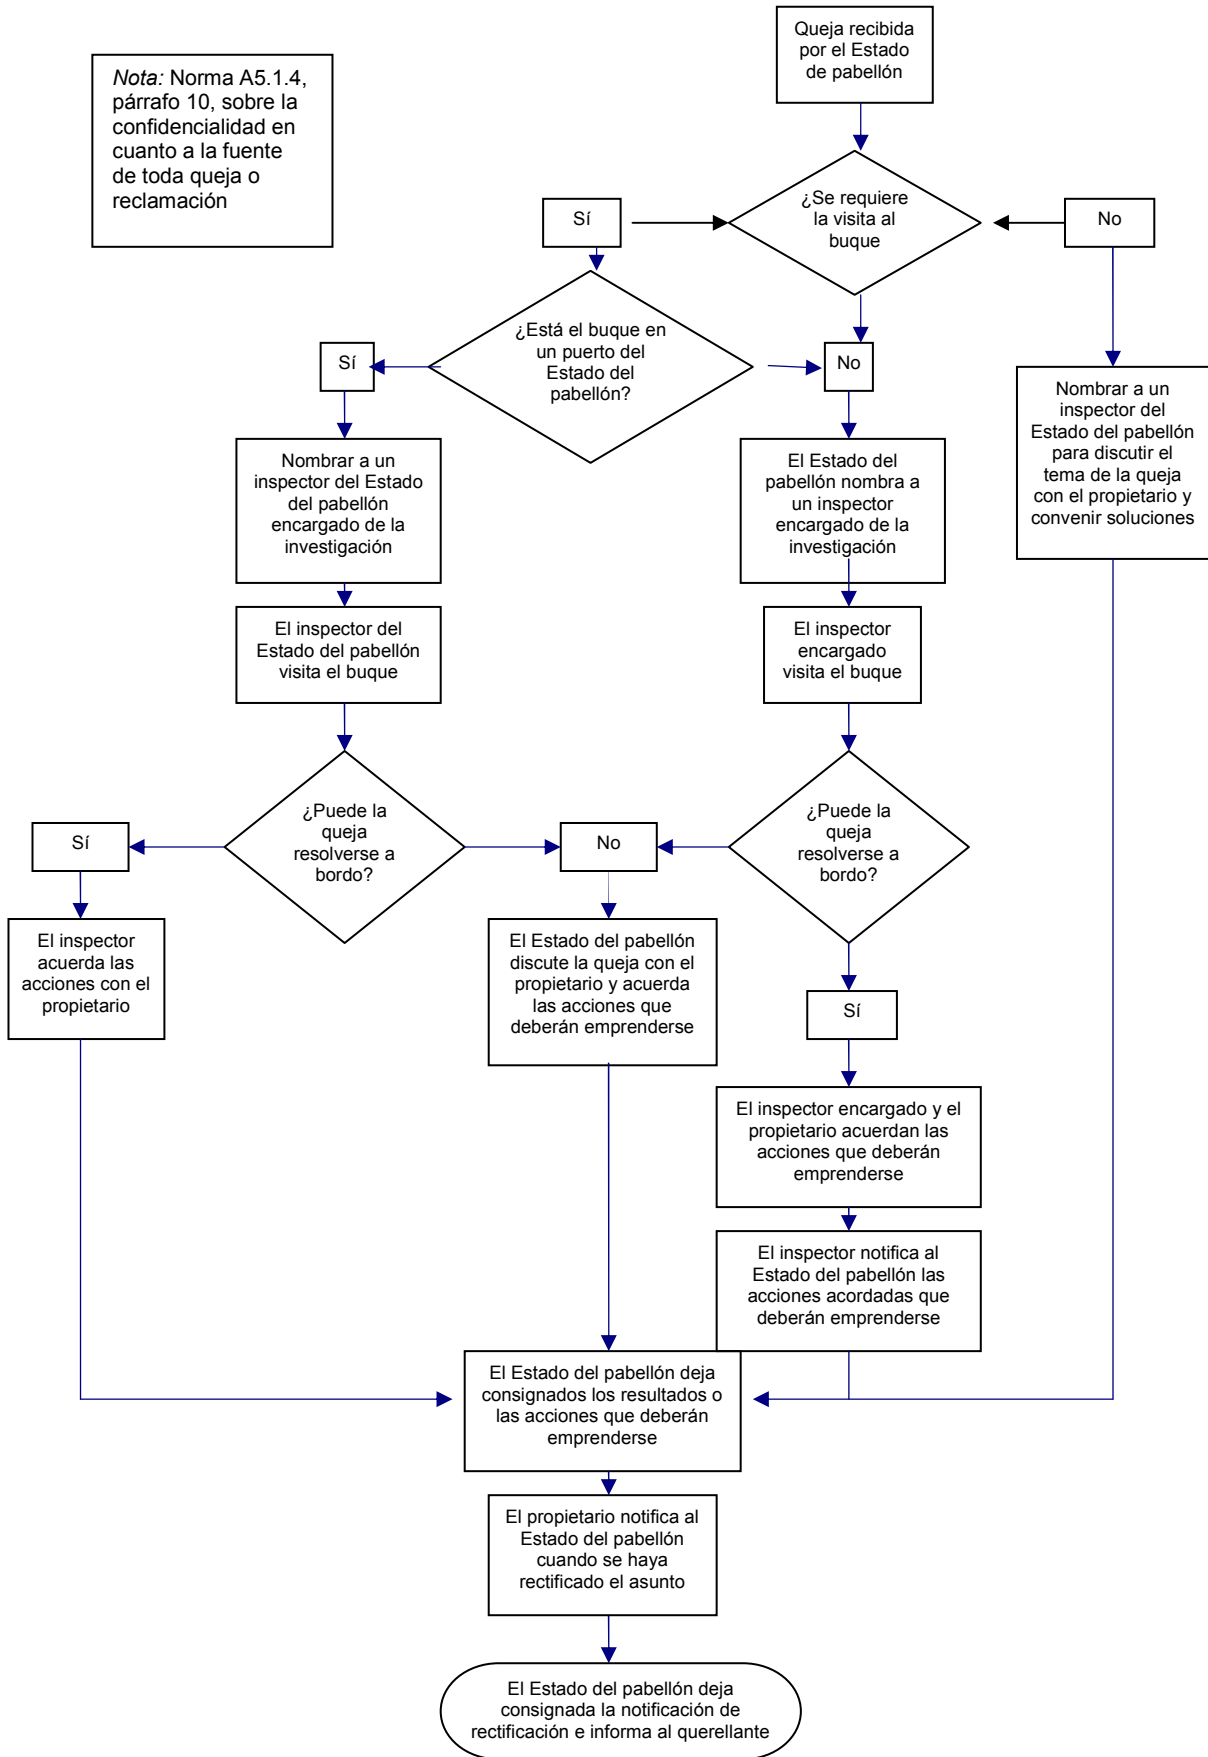 Queja recibida
por el Estado
de pabellón
Nota: Norma A5.1.4,
párrafo 10, sobre la
confidencialidad en
cuanto a la fuente
de toda queja o
reclamación
¿Se requiere
la visita al
buque
Sí
No
¿Está el buque en
un puerto del
Estado del
pabellón?
Sí
No
Nombrar a un
inspector del
Estado del pabellón
para discutir el
tema de la queja
con el propietario y
convenir soluciones
Nombrar a un
inspector del Estado
del pabellón
encargado de la
investigación
El Estado del
pabellón nombra a
un inspector
encargado de la
investigación
El inspector del
Estado del pabellón
visita el buque
El inspector
encargado
visita el buque
¿Puede la
queja
resolverse a
bordo?
¿Puede la
queja
resolverse a
bordo?
Sí
No
El inspector
acuerda las
acciones con el
propietario
El Estado del pabellón
discute la queja con el
propietario y acuerda
las acciones que
deberán emprenderse
Sí
El inspector encargado y el
propietario acuerdan las
acciones que deberán
emprenderse
El inspector notifica al
Estado del pabellón las
acciones acordadas que
deberán emprenderse
El Estado del pabellón deja
consignados los resultados o
las acciones que deberán
emprenderse
El propietario notifica al
Estado del pabellón
cuando se haya
rectificado el asunto
El Estado del pabellón deja
consignada la notificación de
rectificación e informa al querellante